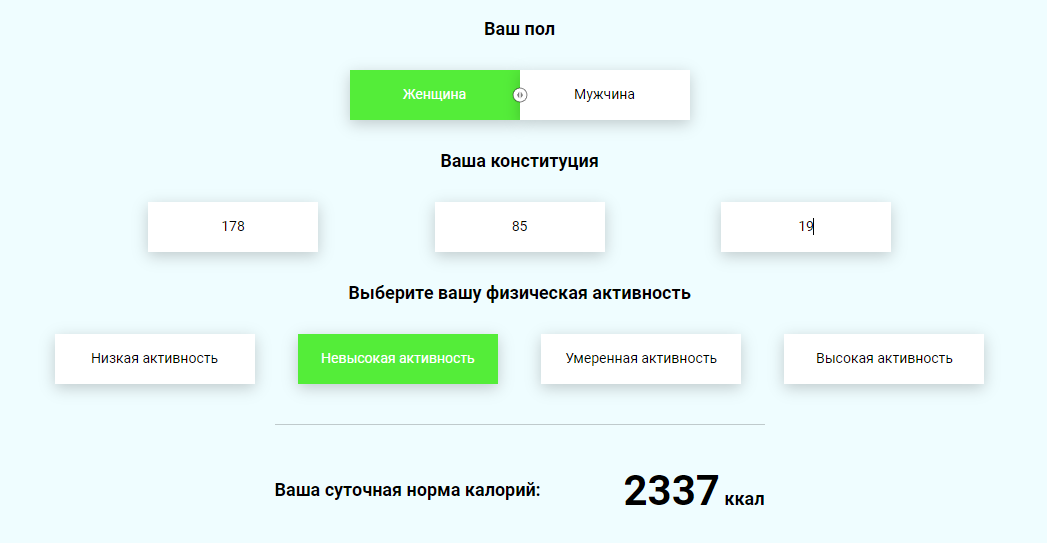 Ваш пол
Женщина Мужчина
Ваша конституция
178 85 19
Выберите вашу физическая активность
Низкая активность Невысокая активность Умеренная активность Высокая активность
Ваша суточная норма калорий: 2337 ккал